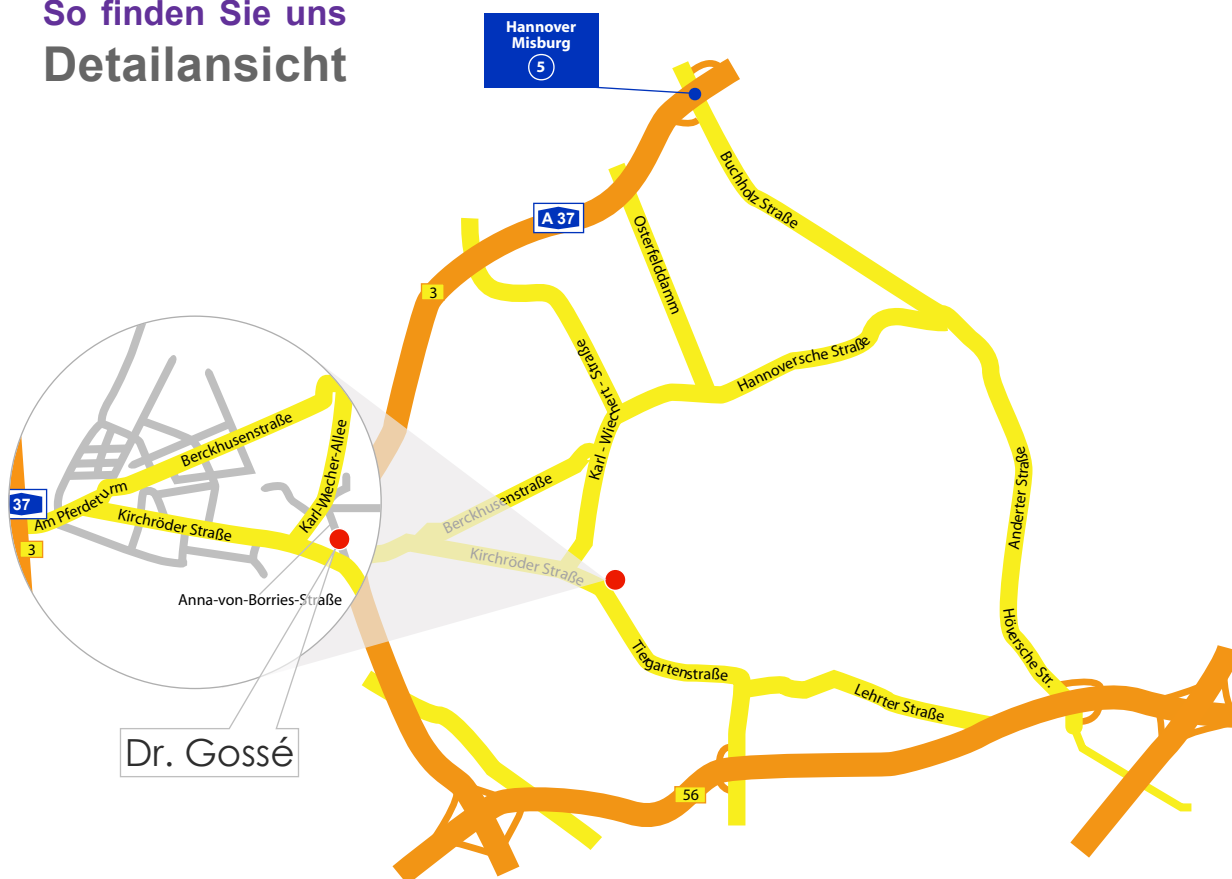 So finden Sie uns
Detailansicht
Hannover
Misburg
5
Buchholz Straße
A 37
Osterfelddamm
3
Hannoversche Straße
Karl - Wiechert - Straße
Berckhusenstraße
Karl-Wecher-Allee
Berckhusenstraße
37
Am Pferdeturm
Kirchröder Straße
3
Kirchröder Straße
Anderter Straße
Anna-von-Borries-Straße
Höversche Str.
Tiergartenstraße
Lehrter Straße
Dr. Gossé
56